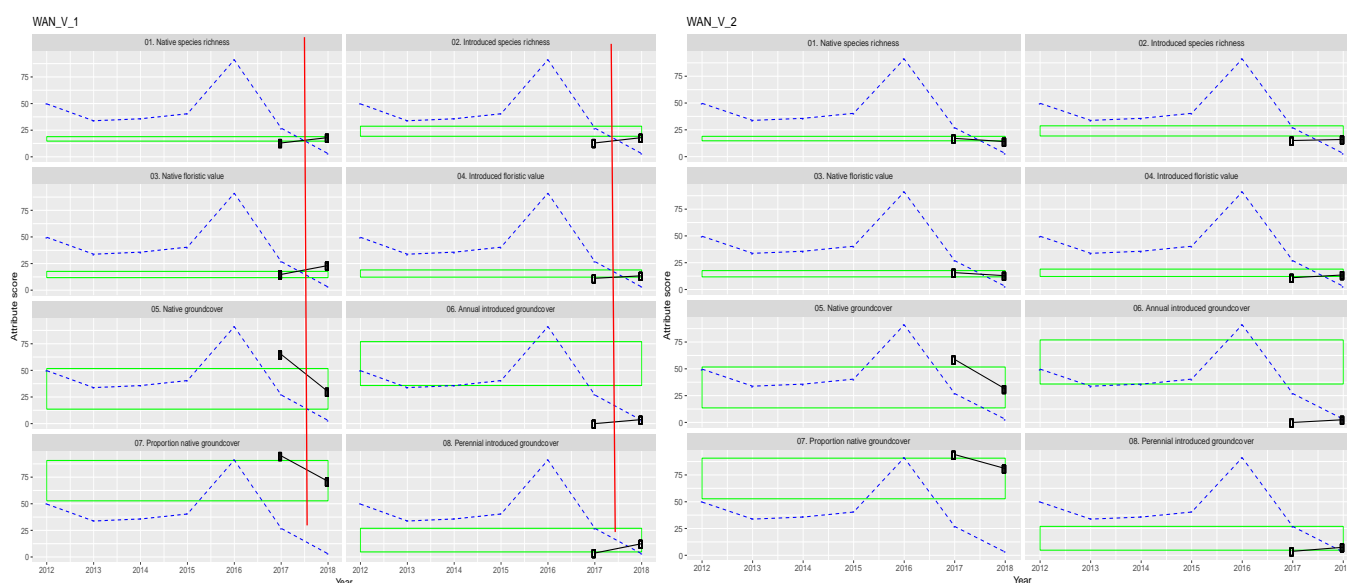 WAN_V_1
01. Native species richness
02. Introduced species richness
75
50
25
0
03. Native floristic value
04. Introduced floristic value
75
50
25
0
05. Native groundcover
06. Annual introduced groundcover
75
50
25
0
07. Proportion native groundcover
08. Perennial introduced groundcover
75
50
25
0
2012 2013 2014 2015 2016 2017 2018 2012 2013 2014 2015 2016 2017 2018
Attribute score
Year
WAN_V_2
01. Native species richness
02. Introduced species richness
75
50
25
0
03. Native floristic value
04. Introduced floristic value
75
50
25
0
05. Native groundcover
06. Annual introduced groundcover
75
50
25
0
07. Proportion native groundcover
08. Perennial introduced groundcover
75
50
25
0
2012 2013 2014 2015 2016 2017 2018 2012 2013 2014 2015 2016 2017
Attribute score
Year